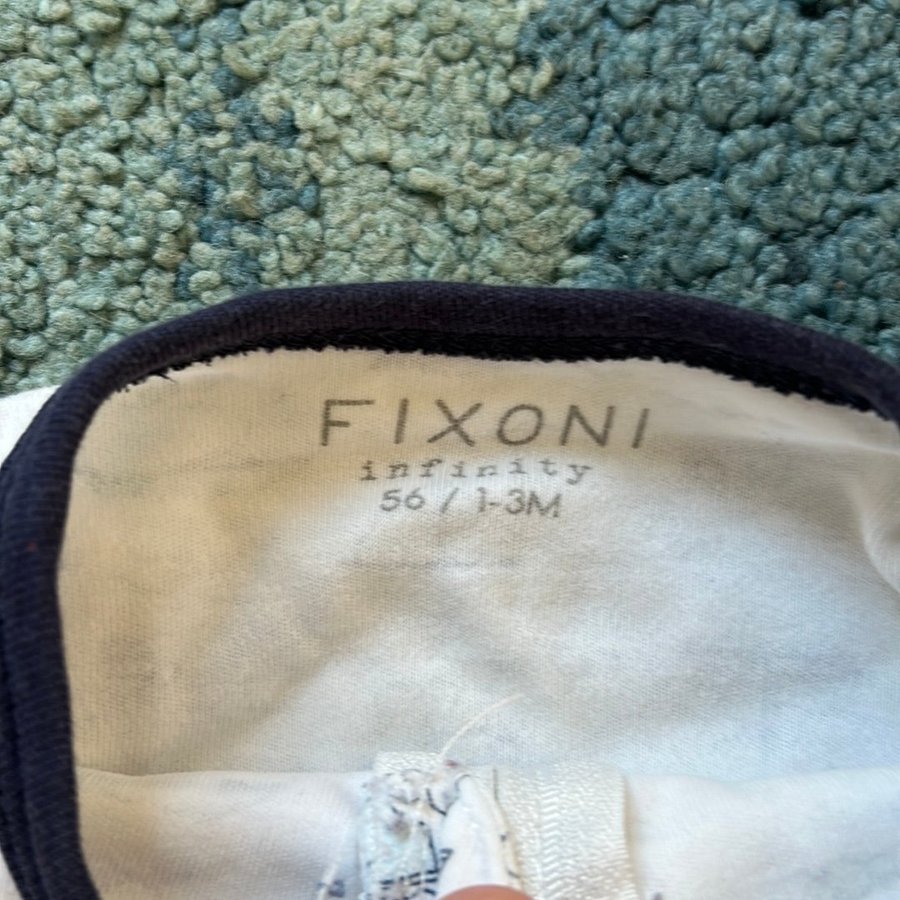 FIXONI
infinity
56 / 1-3M